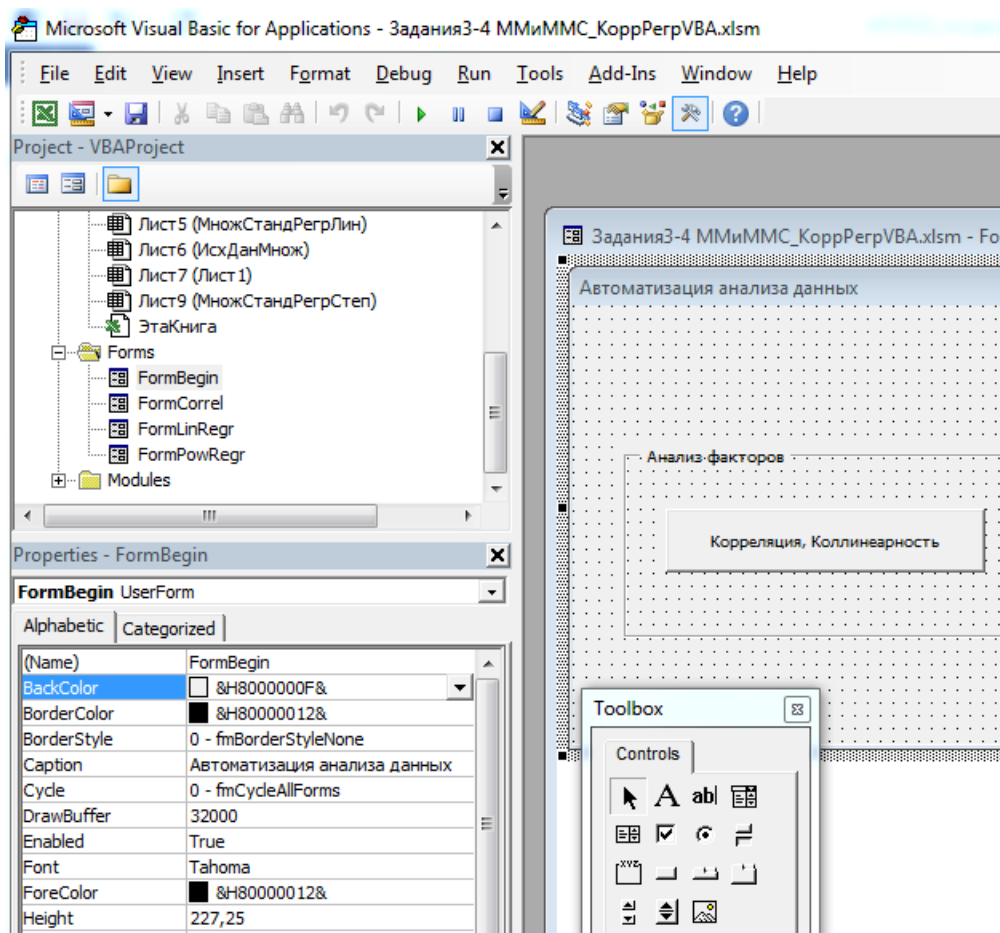 Microsoft Visual Basic for Applications - Задания3-4 ММиММС_КоррРегрVBA.xlsm
File Edit View Insert Format Debug Run Tools Add-Ins Window Help
Project - VBAProject
Лист5 (МножСтандРегрЛин)
Лист6 (ИсхДанМнож)
Лист7 (Лист1)
Лист9 (МножСтандРегрСтеп)
ЭтаКнига
Forms
FormBegin
FormCorrel
FormLinRegr
FormPowRegr
Modules
Properties - FormBegin
FormBegin UserForm
Alphabetic Categorized
(Name) FormBegin
BackColor &H8000000F&
BorderColor &H80000012&
BorderStyle 0 - fmBorderStyleNone
Caption Автоматизация анализа данных
Cycle 0 - fmCycleAllForms
DrawBuffer 32000
Enabled True
Font Tahoma
ForeColor &H80000012&
Height 227,25
Задания3-4 ММиММС_КоррРегрVBA.xlsm - Fo
Автоматизация анализа данных
Анализ факторов
Корреляция, Коллинеарность
Toolbox
Controls
A ab
xyz